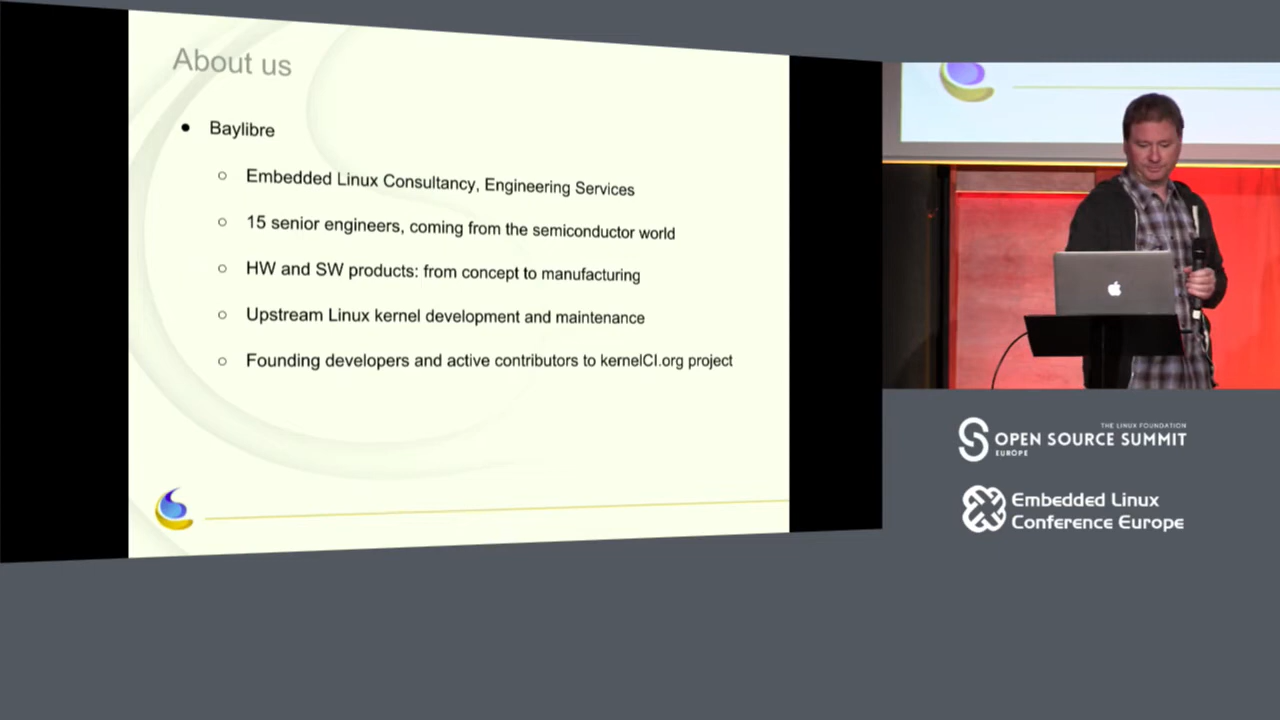 About us
Baylibre
Embedded Linux Consultancy, Engineering Services
15 senior engineers, coming from the semiconductor world
HW and SW products: from concept to manufacturing
Upstream Linux kernel development and maintenance
Founding developers and active contributors to kernelCI.org project
THE LINUX FOUNDATION
OPEN SOURCE SUMMIT
EUROPE
Embedded Linux
Conference Europe